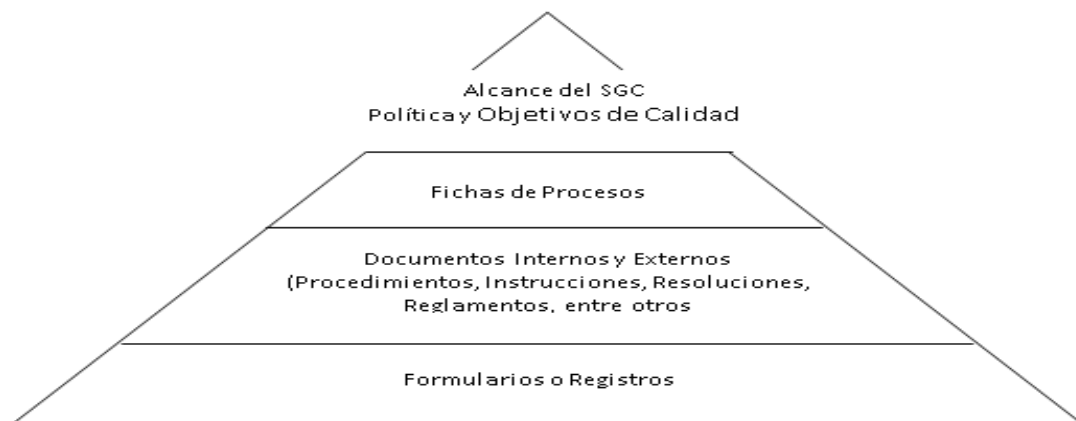 Alcance del SGC
Política y Objetivos de Calidad
Fichas de Procesos
Documentos Internos y Externos
(Procedimientos, Instrucciones, Resoluciones,
Reglamentos, entre otros
Formularios o Registros